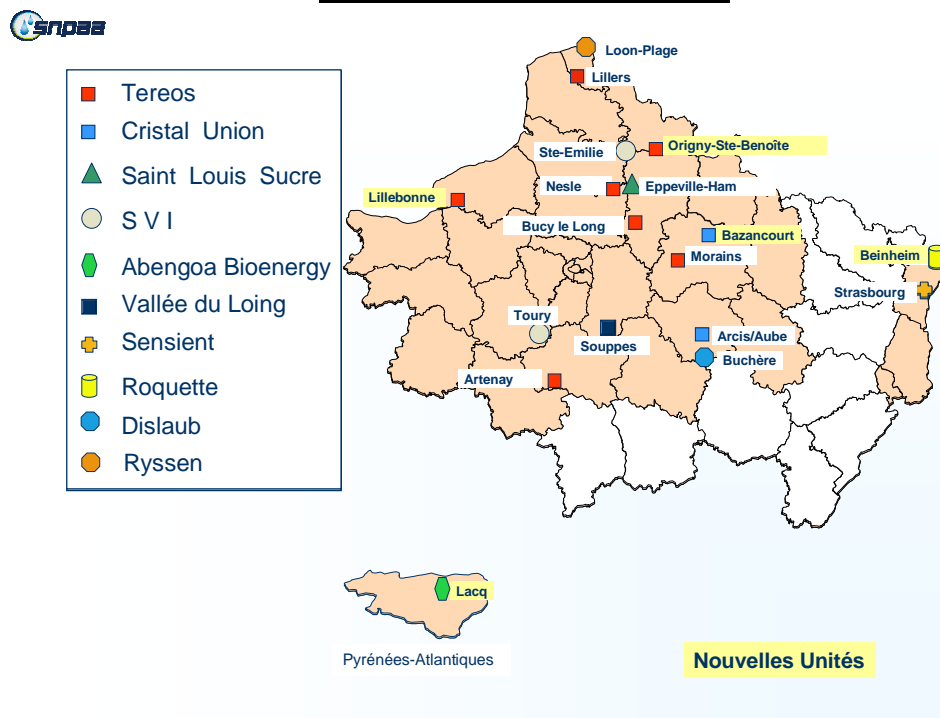 snpaa
Tereos
Cristal Union
Saint Louis Sucre
S V I
Abengoa Bioenergy
Vallée du Loing
Sensient
Roquette
Dislaub
Ryssen
Loon-Plage
Lillers
Ste-Emilie
Origny-Ste-Benoîte
Nesle
Eppeville-Ham
Lillebonne
Bucy le Long
Bazancourt
Morains
Beinheim
Strasbourg
Toury
Souppes
Arcis/Aube
Buchère
Artenay
Lacq
Pyrénées-Atlantiques
Nouvelles Unités